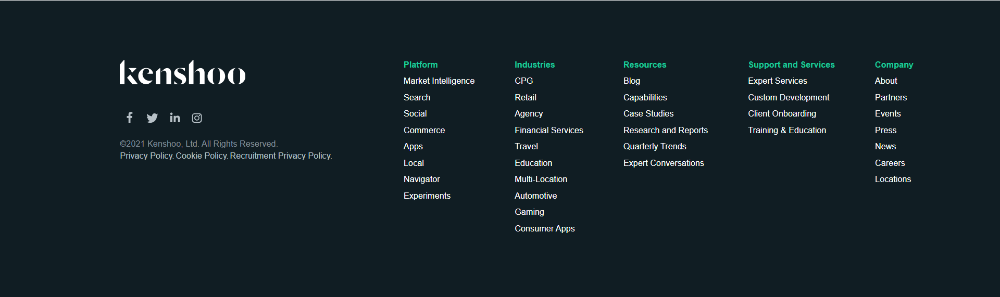 kenshoo
©2021 Kenshoo, Ltd. All Rights Reserved.
Privacy Policy. Cookie Policy. Recruitment Privacy Policy.
Platform
Market Intelligence
Search
Social
Commerce
Apps
Local
Navigator
Experiments
Industries
CPG
Retail
Agency
Financial Services
Travel
Education
Multi-Location
Automotive
Gaming
Consumer Apps
Resources
Blog
Capabilities
Case Studies
Research and Reports
Quarterly Trends
Expert Conversations
Support and Services
Expert Services
Custom Development
Client Onboarding
Training & Education
Company
About
Partners
Events
Press
News
Careers
Locations